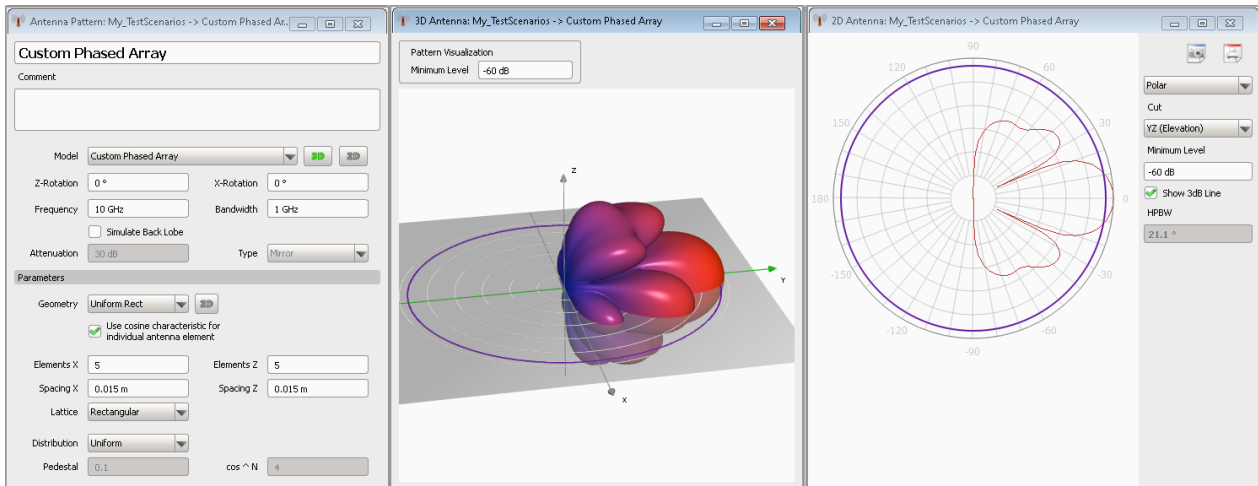 Antenna Pattern: My_TestScenarios -> Custom Phased Ar...
Custom Phased Array
Comment
Model Custom Phased Array 3D 2D
Z-Rotation 0 ° X-Rotation 0 °
Frequency 10 GHz Bandwidth 1 GHz
Simulate Back Lobe
Attenuation 30 dB Type Mirror
Parameters
Geometry Uniform Rect 2D
Use cosine characteristic for
individual antenna element
Elements X 5 Elements Z 5
Spacing X 0.015 m Spacing Z 0.015 m
Lattice Rectangular
Distribution Uniform
Pedestal 0.1 cos ^ N 4
3D Antenna: My_TestScenarios -> Custom Phased Array
Pattern Visualization
Minimum Level -60 dB
Z
Y
X
2D Antenna: My_TestScenarios -> Custom Phased Array
90
120 60
150 30
180 0
-150 -30
-120 -60
-90
Polar
Cut
YZ (Elevation)
Minimum Level
-60 dB
Show 3dB Line
HPBW
21.1 °